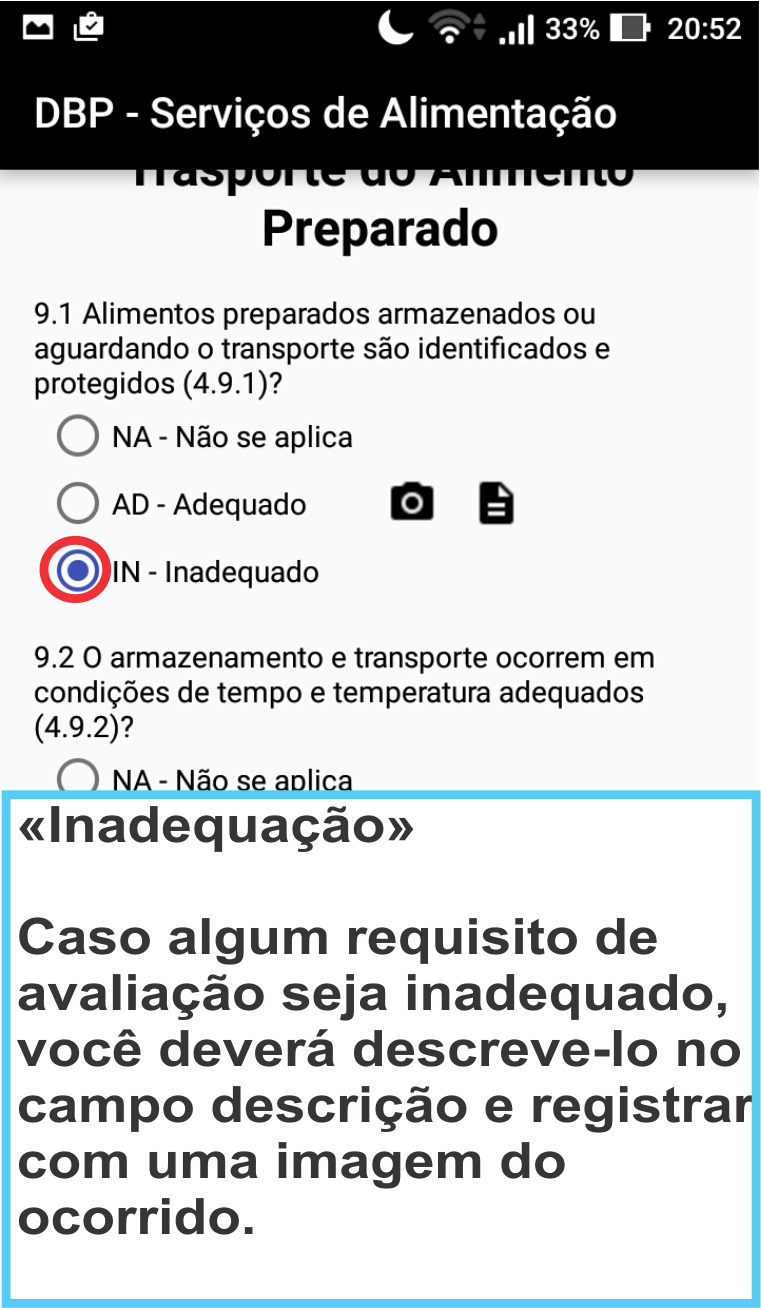 33% 20:52
DBP - Serviços de Alimentação
Trasporte do Alimento
Preparado
9.1 Alimentos preparados armazenados ou
aguardando o transporte são identificados e
protegidos (4.9.1)?
NA - Não se aplica
AD - Adequado
IN - Inadequado
9.2 O armazenamento e transporte ocorrem em
condições de tempo e temperatura adequados
(4.9.2)?
NA - Não se aplica
«Inadequação»
Caso algum requisito de
avaliação seja inadequado,
você deverá descreve-lo no
campo descrição e registrar
com uma imagem do
ocorrido.